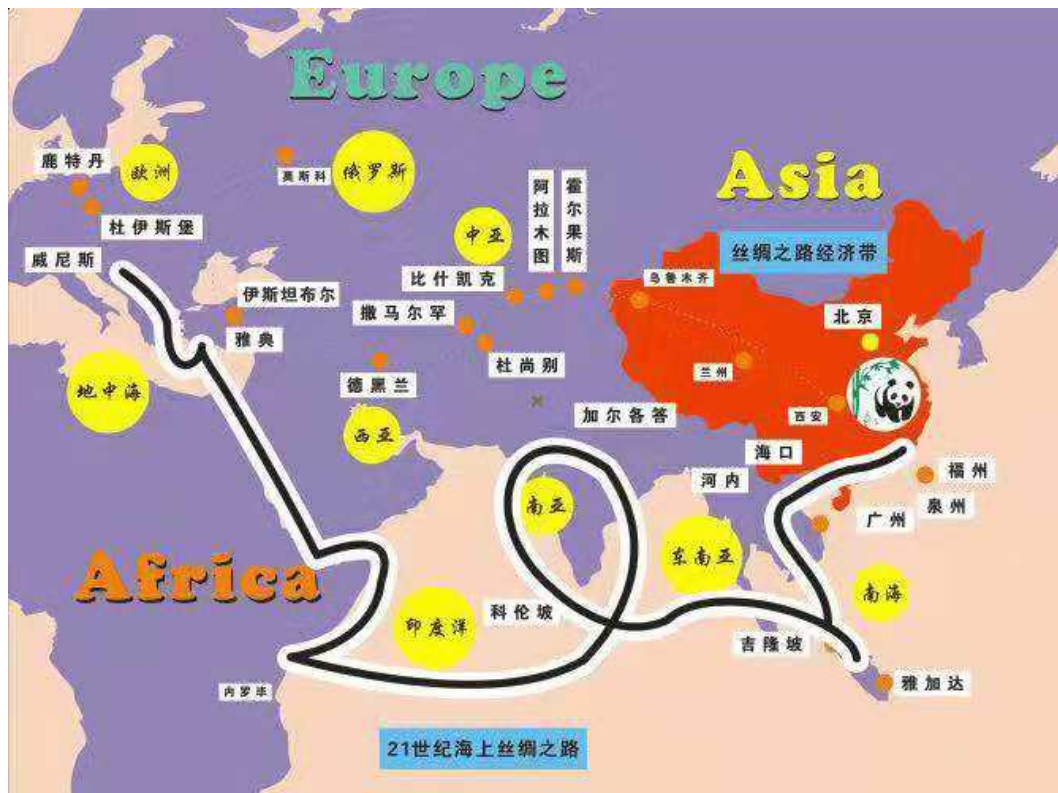 Europe
鹿特丹
欧洲
莫斯科
俄罗斯
阿拉木图
霍尔果斯
Asia
杜伊斯堡
中亚
丝绸之路经济带
威尼斯
比什凯克
乌鲁木齐
伊斯坦布尔
撒马尔罕
北京
雅典
杜尚别
兰州
地中海
德黑兰
西安
加尔各答
西亚
海口
河内
福州
南亚
泉州
广州
东南亚
Africa
南海
科伦坡
印度洋
吉隆坡
内罗毕
雅加达
21世纪海上丝绸之路